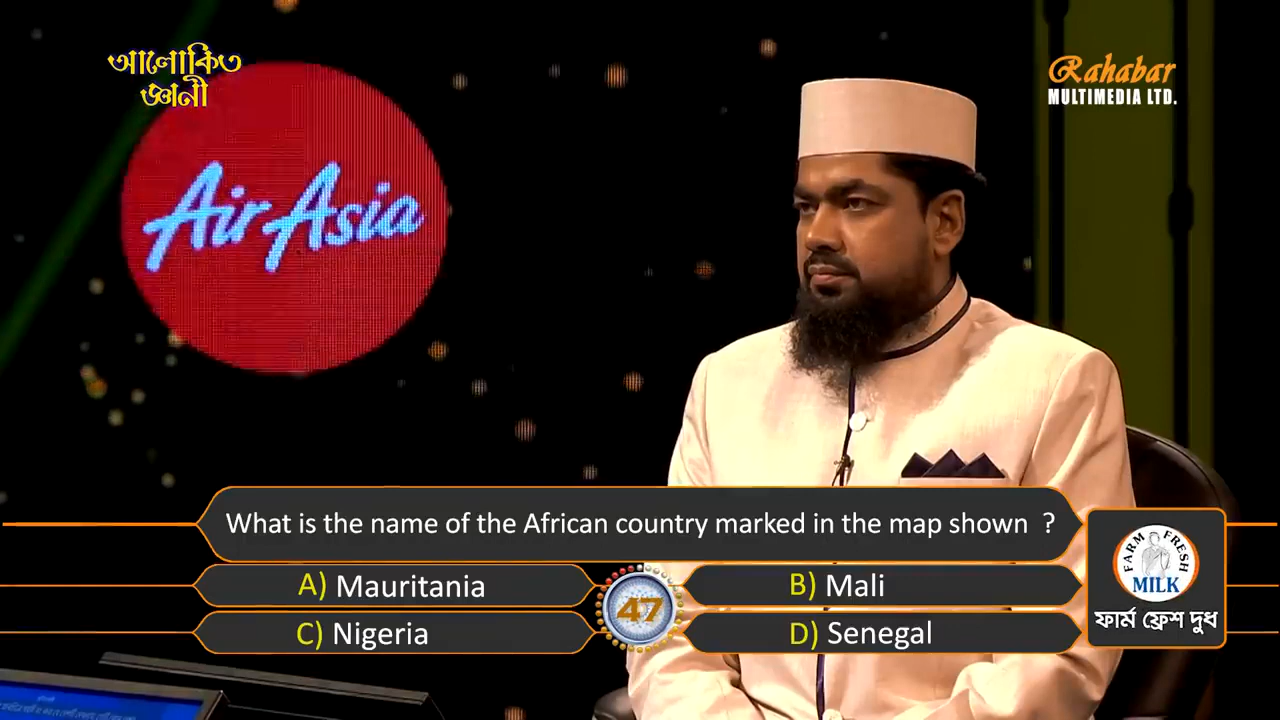 আলোকিত
জ্ঞানী
Rahabar
MULTIMEDIA LTD.
AirAsia
What is the name of the African country marked in the map shown ?
A) Mauritania
B) Mali
C) Nigeria
D) Senegal
47
FARM FRESH
MILK
ফার্ম ফ্রেশ দুধ